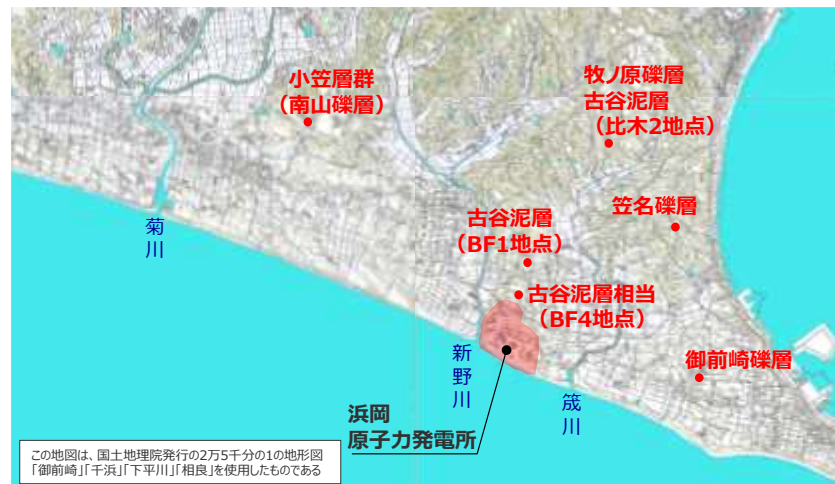 小笠層群
(南山礫層)
牧ノ原礫層
古谷泥層
(比木2地点)
笠名礫層
古谷泥層
(BF1地点)
古谷泥層相当
(BF4地点)
御前崎礫層
菊川
新野川
筬川
浜岡
原子力発電所
この地図は、国土地理院発行の2万5千分の1の地形図
「御前崎」「千浜」「下平川」「相良」を使用したものである